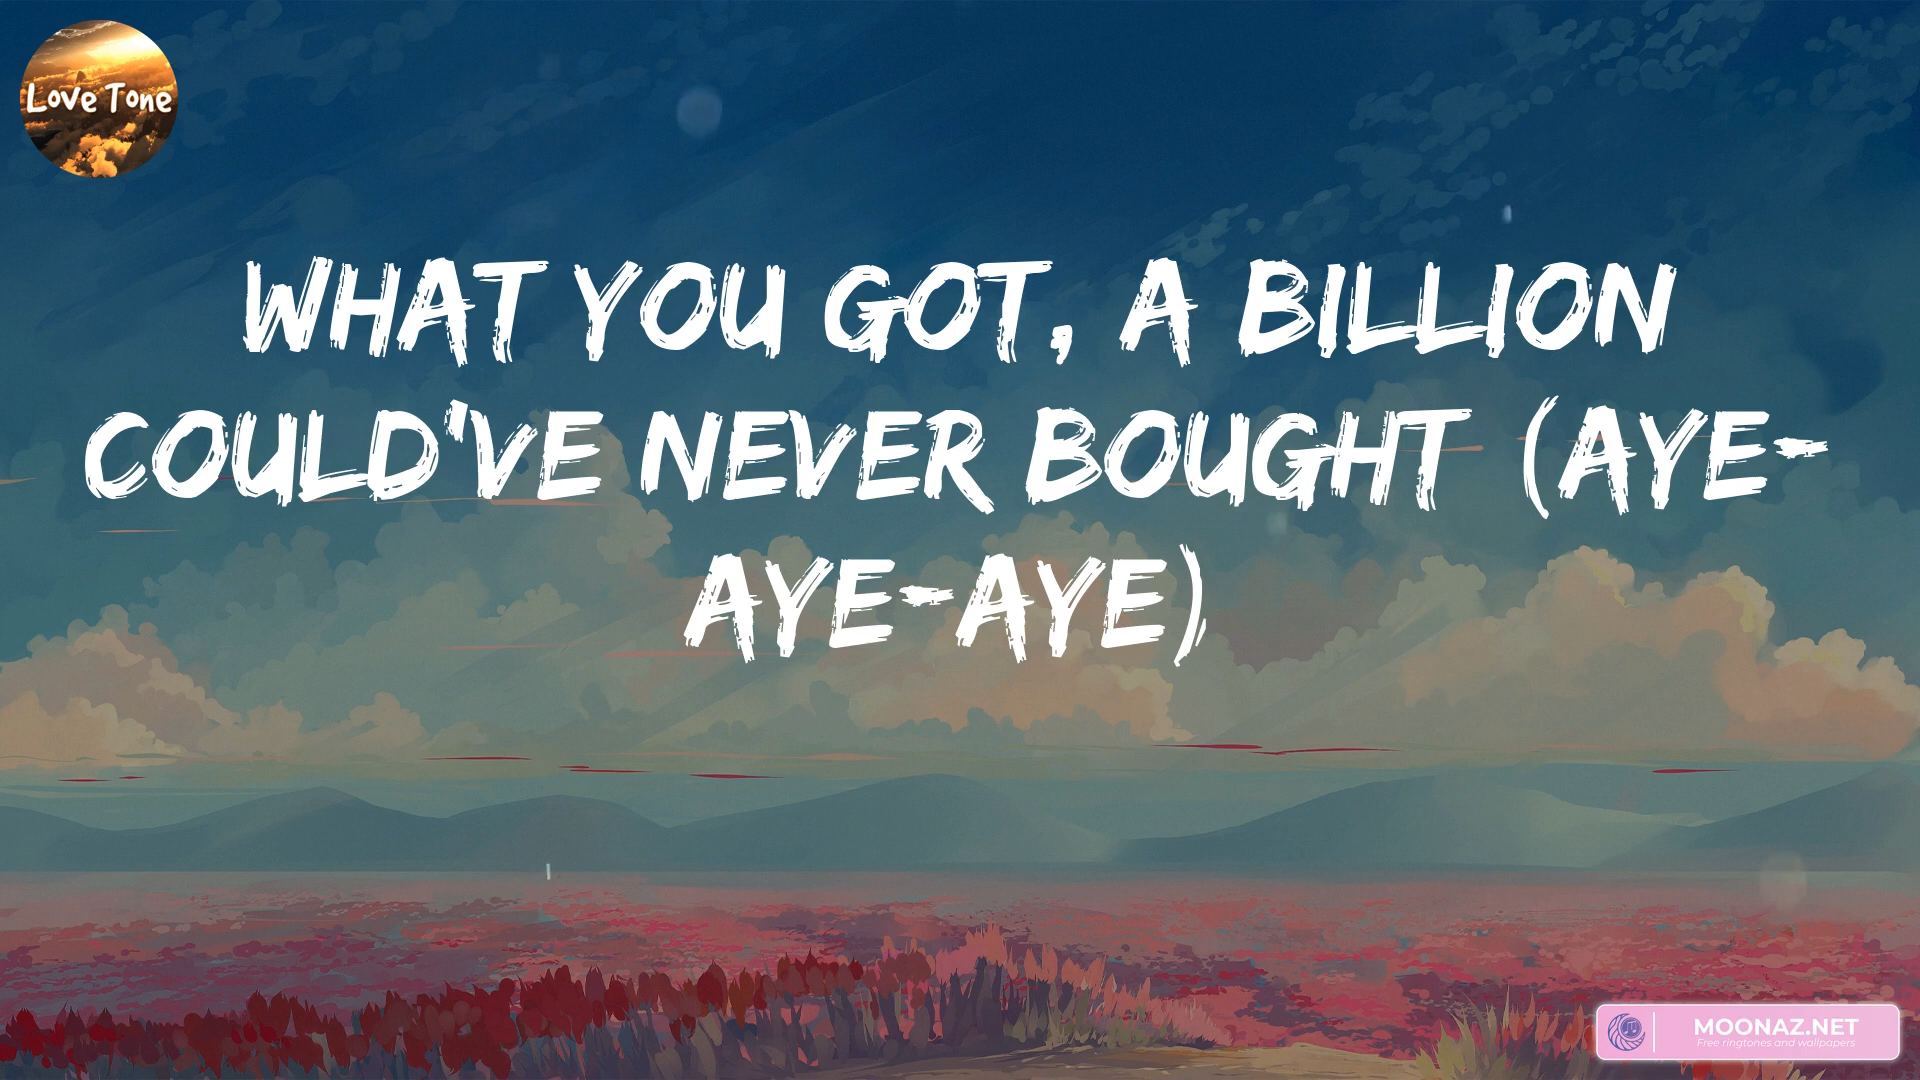 Love Tone
WHAT YOU GOT, A BILLION
COULD'VE NEVER BOUGHT (AYE-
AYE-AYE)
MOONAZ.NET
Free ringtones and wallpapers